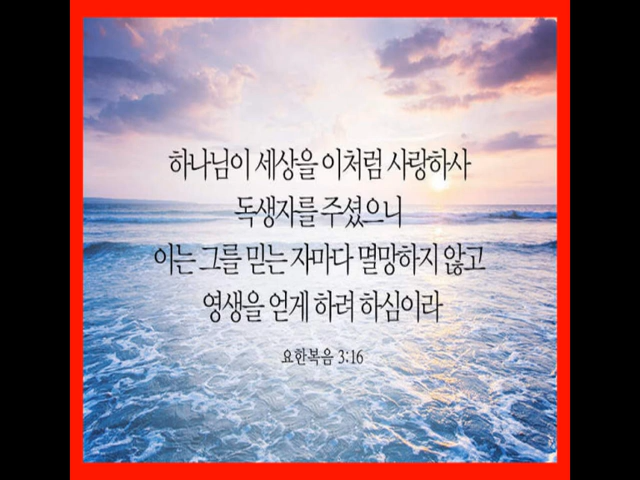 하나님이 세상을 이처럼 사랑하사
독생자를 주셨으니
이는 그를 믿는 자마다 멸망하지 않고
영생을 얻게 하려 하심이라
요한복음 3:16